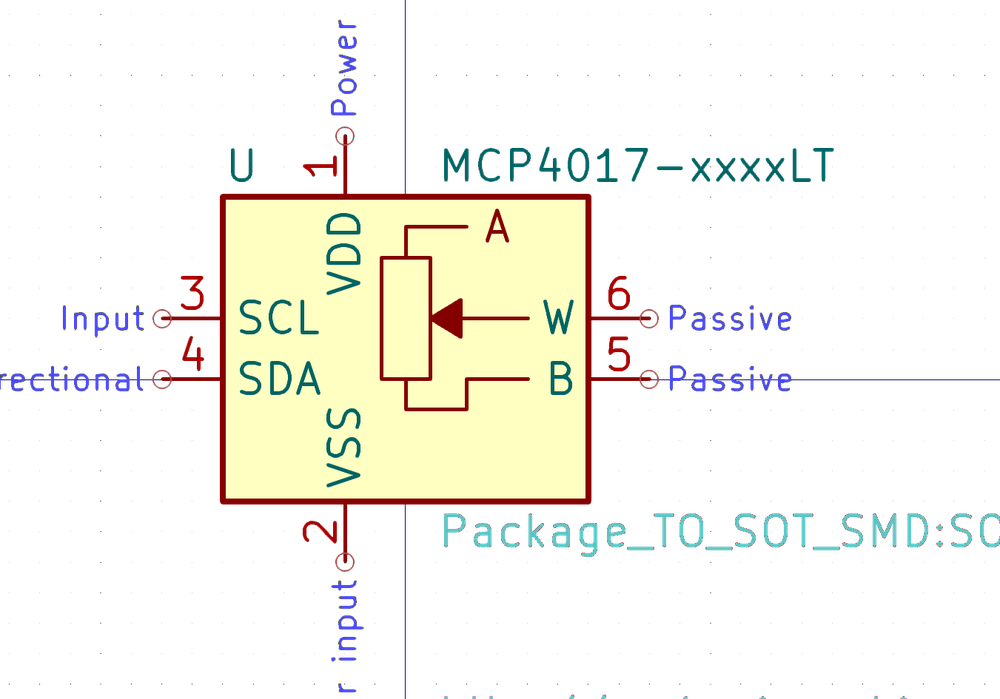 Power
U
1
MCP4017-xxxxLT
VDD
A
3
6
Input
SCL
W
Passive
4
5
rectional
SDA
B
Passive
VSS
2
Package_TO_SOT_SMD:SO
r input